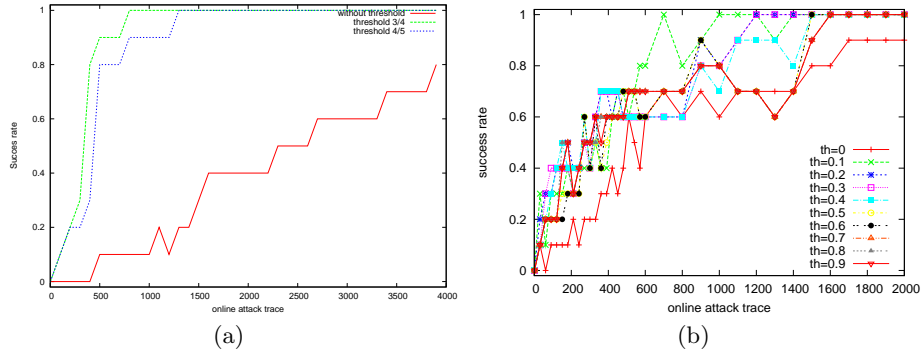 1
0.8
0.6
0.4
0.2
0
Succes rate
0 500 1000 1500 2000 2500 3000 3500 4000
online attack trace
without threshold
threshold 3/4
threshold 4/5
(a)
1
0.8
0.6
0.4
0.2
0
success rate
0 200 400 600 800 1000 1200 1400 1600 1800 2000
online attack trace
th=0
th=0.1
th=0.2
th=0.3
th=0.4
th=0.5
th=0.6
th=0.7
th=0.8
th=0.9
(b)